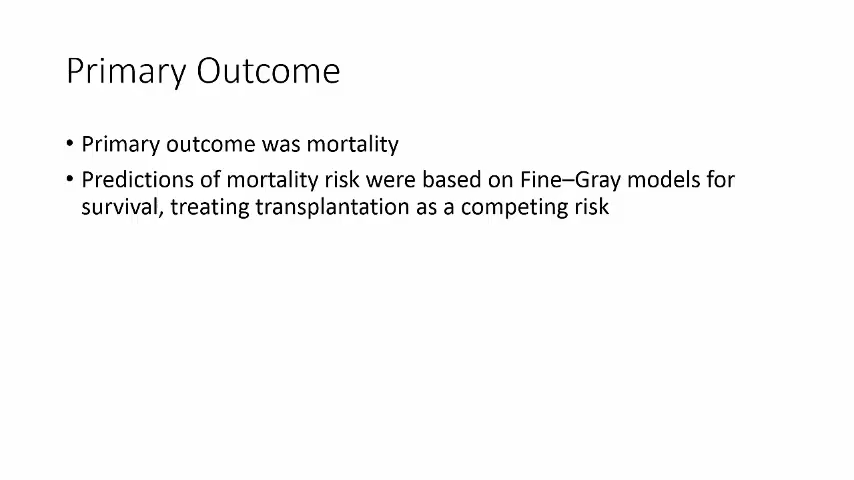 Primary Outcome
• Primary outcome was mortality
• Predictions of mortality risk were based on Fine–Gray models for
survival, treating transplantation as a competing risk